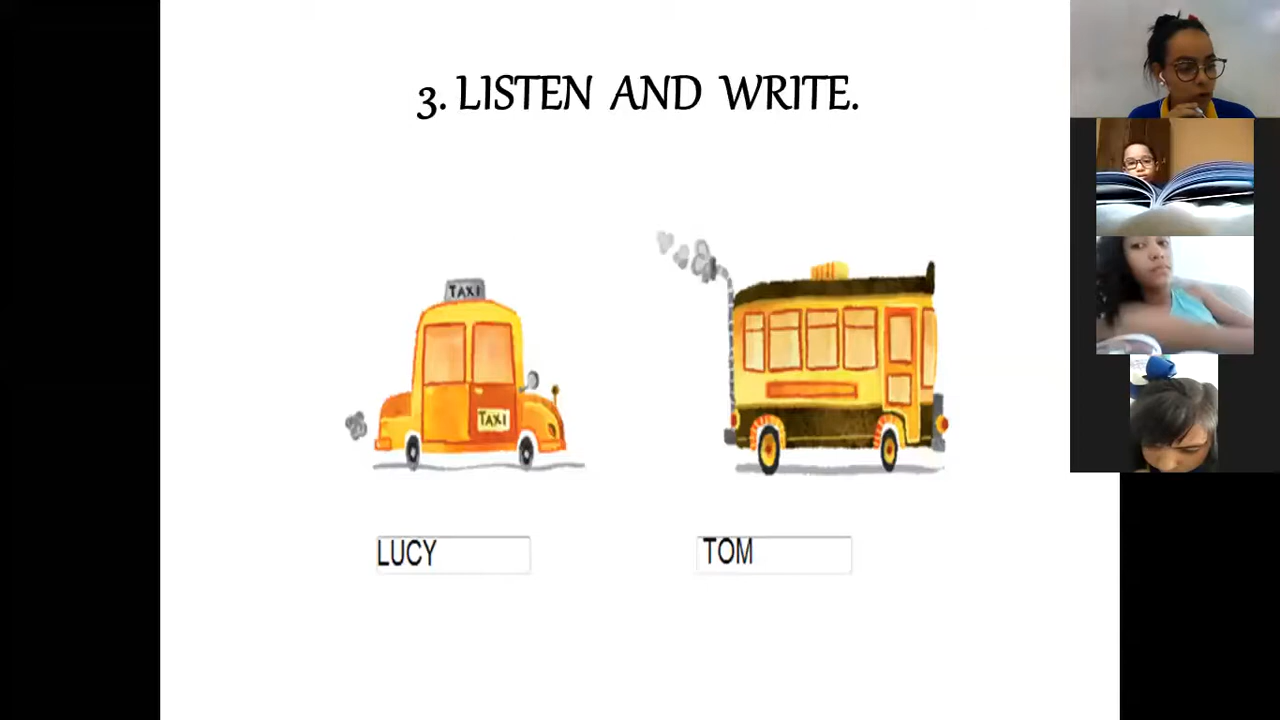 3. LISTEN AND WRITE.
TAXI
TAXI
LUCY
TOM